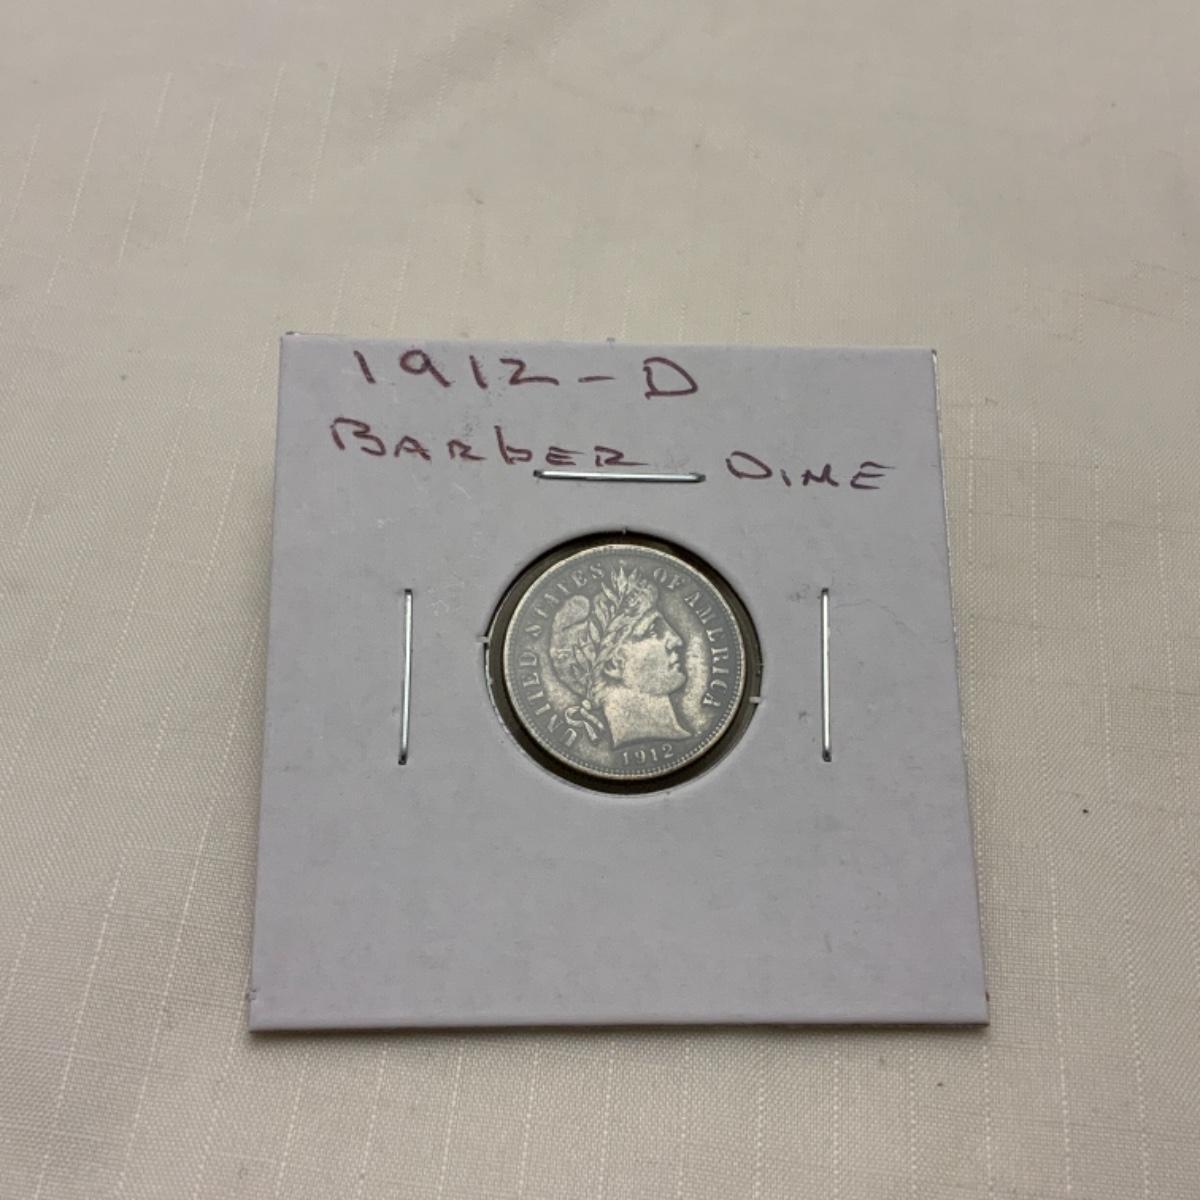 1912-D
BARBER DIME
UNITED STATES OF AMERICA
1912